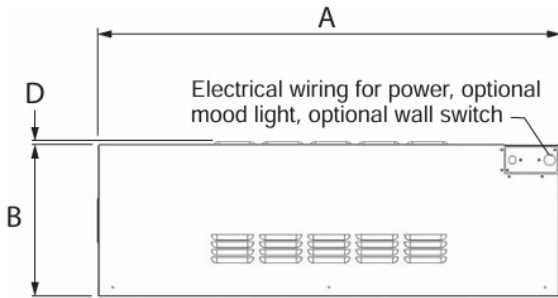 A
D
Electrical wiring for power, optional
mood light, optional wall switch
B